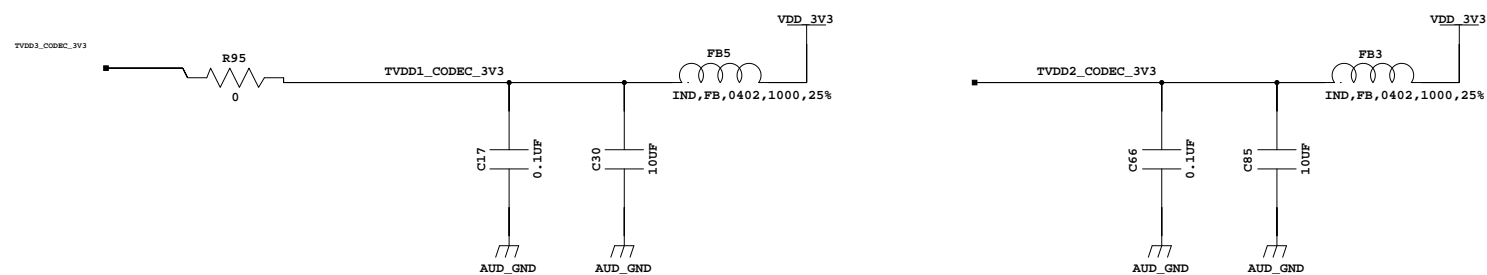 VDD_3V3
VDD_3V3
TVDD3_CODEC_3V3
R95
FB5
FB3
TVDD1_CODEC_3V3
TVDD2_CODEC_3V3
0
IND,FB,0402,1000,25%
IND,FB,0402,1000,25%
C17
0.1UF
C30
10UF
C66
0.1UF
C85
10UF
AUD_GND
AUD_GND
AUD_GND
AUD_GND